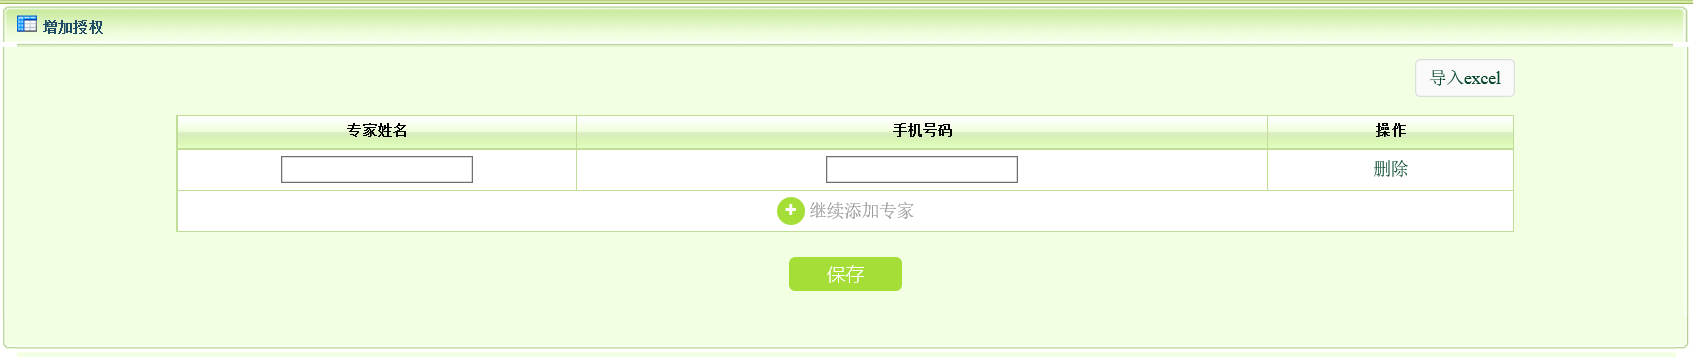 增加授权
导入excel
专家姓名 手机号码 操作
删除
继续添加专家
保存